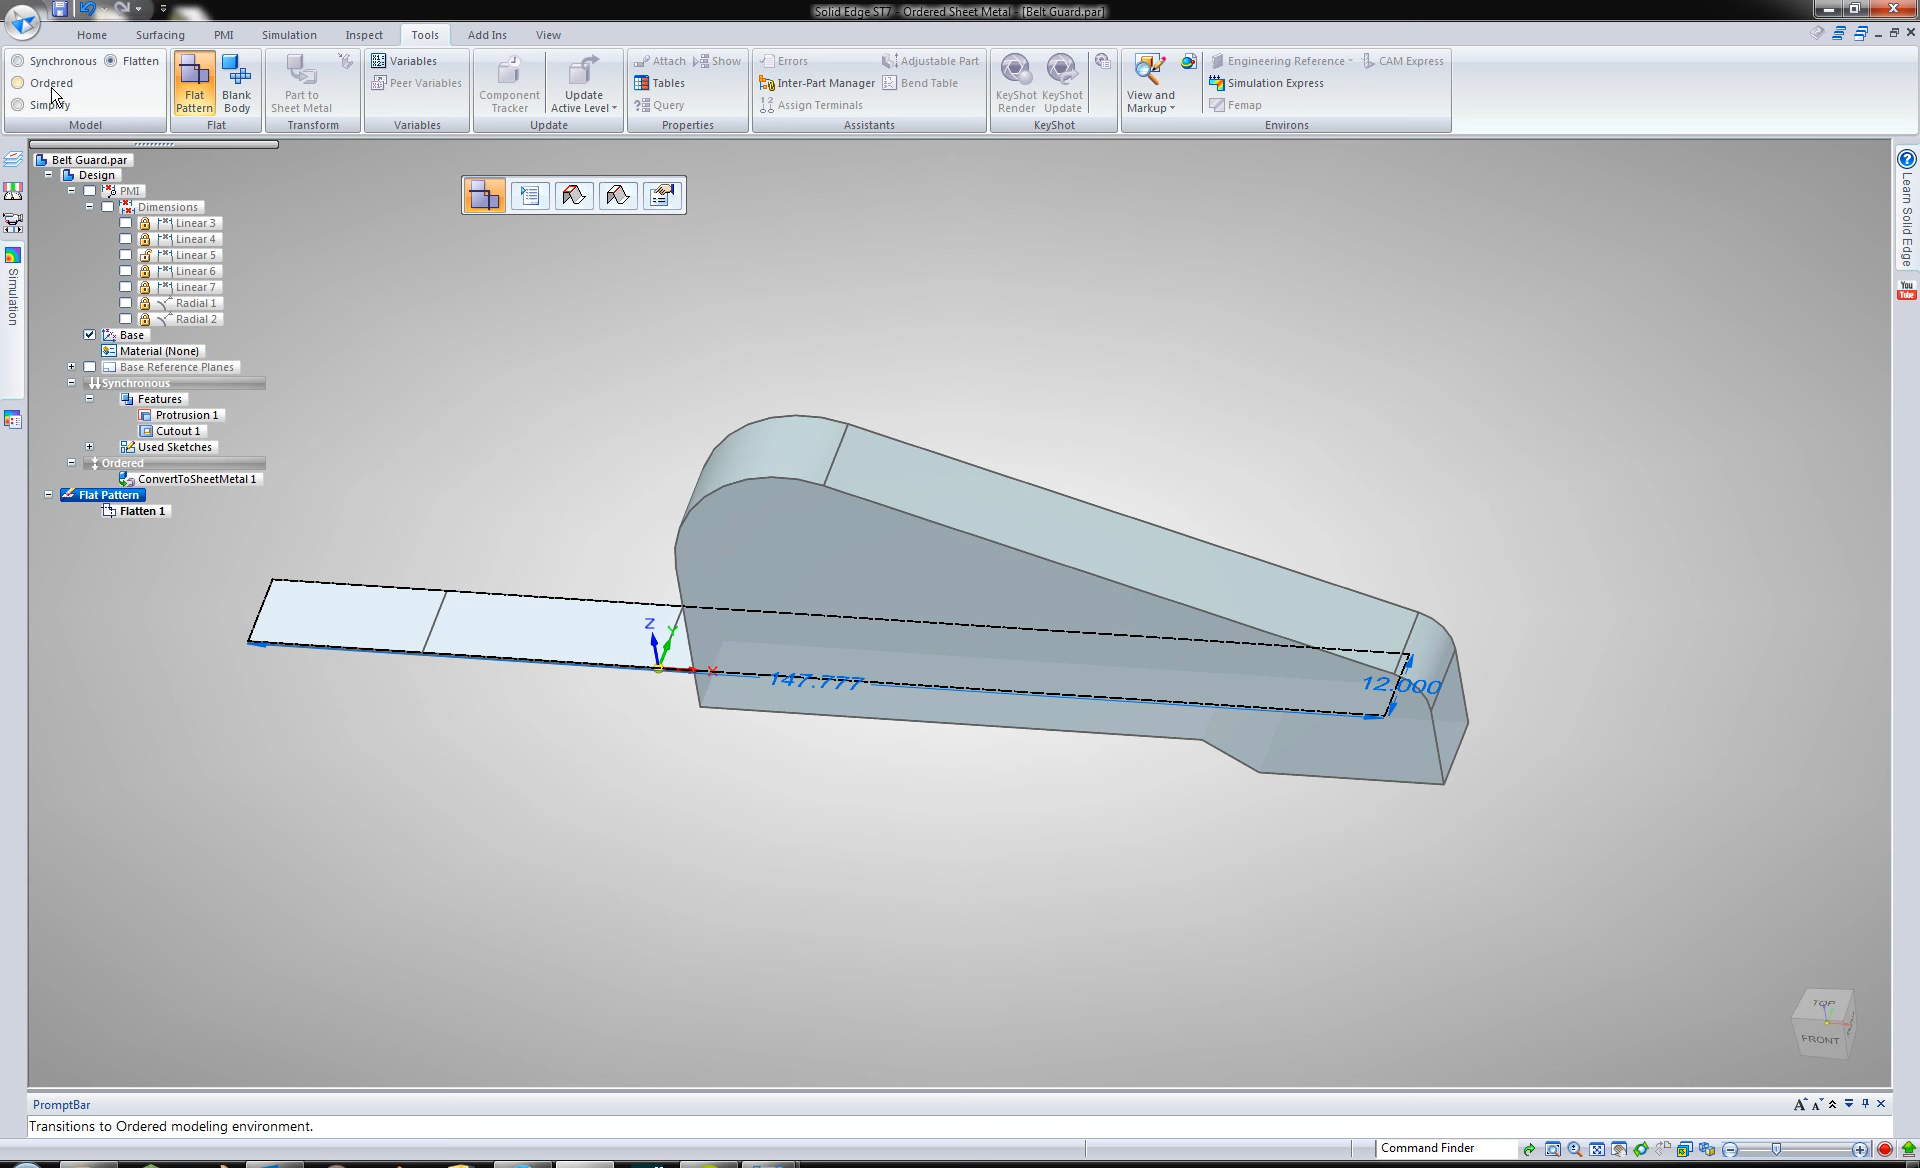 Solid Edge ST7 - Ordered Sheet Metal - [Belt Guard.par]
Home Surfacing PMI Simulation Inspect Tools Add Ins View
Synchronous Flatten
Ordered
Simplify
Model
Flat Pattern
Blank Body
Flat
Part to Sheet Metal
Transform
Variables
Peer Variables
Variables
Component Tracker
Update Active Level
Update
Attach Show
Tables
Query
Properties
Errors
Inter-Part Manager
Assign Terminals
Adjustable Part
Bend Table
Assistants
KeyShot Render
KeyShot Update
KeyShot
View and Markup
Engineering Reference
Simulation Express
Femap
CAM Express
Environs
Belt Guard.par
Design
PMI
Dimensions
Linear 3
Linear 4
Linear 5
Linear 6
Linear 7
Radial 1
Radial 2
Base
Material (None)
Base Reference Planes
Synchronous
Features
Protrusion 1
Cutout 1
Used Sketches
Ordered
ConvertToSheetMetal 1
Flat Pattern
Flatten 1
Simulation
Learn Solid Edge
You Tube
Z
Y
X
147.777
12.000
TOP
FRONT
PromptBar
Transitions to Ordered modeling environment.
Command Finder